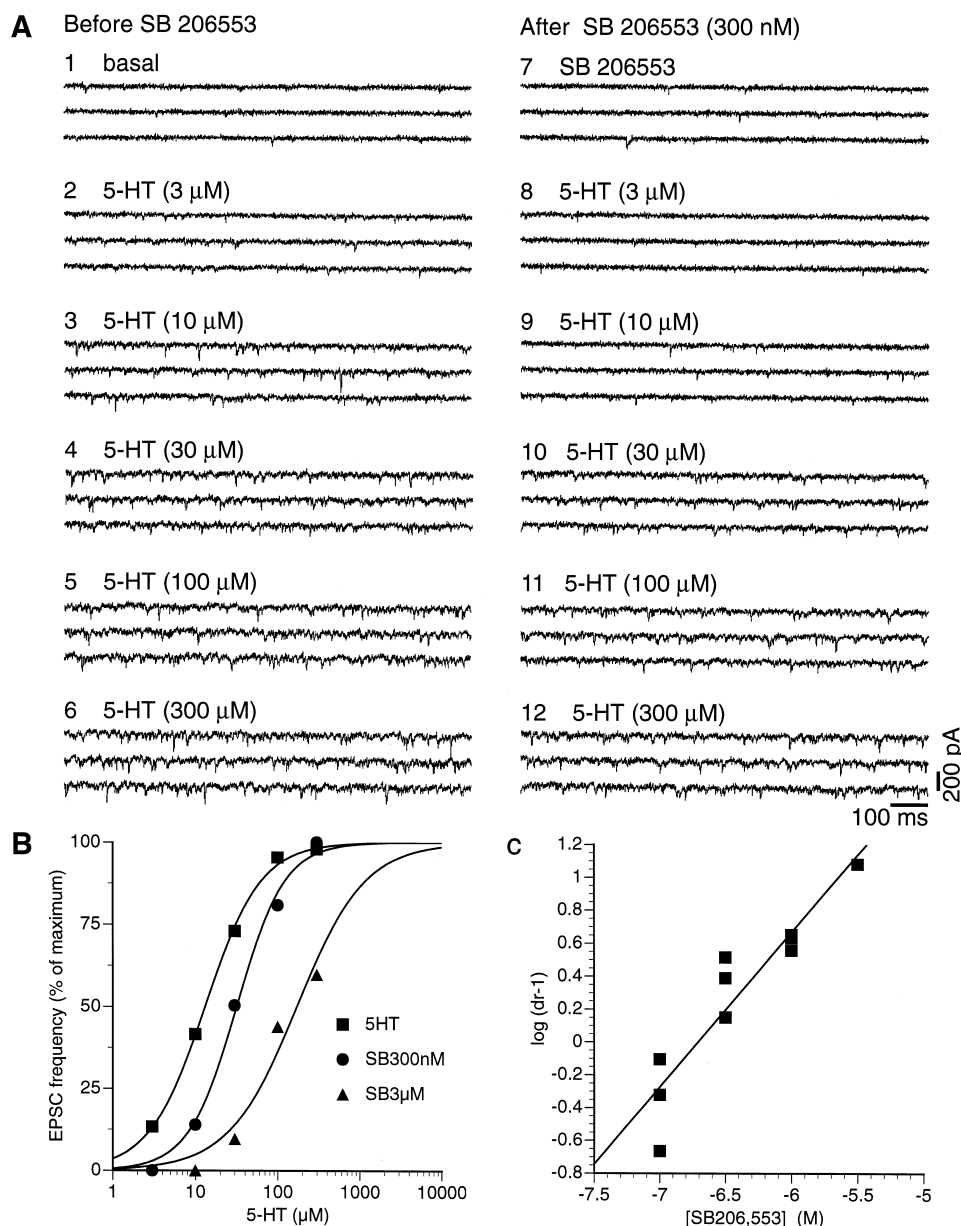 A Before SB 206553 After SB 206553 (300 nM)
1 basal
7 SB 206553
2 5-HT (3 µM)
8 5-HT (3 µM)
3 5-HT (10 µM)
9 5-HT (10 µM)
4 5-HT (30 µM)
10 5-HT (30 µM)
5 5-HT (100 µM)
11 5-HT (100 µM)
6 5-HT (300 µM)
12 5-HT (300 µM)
200 pA
100 ms
B
100
75
50
25
0
EPSC frequency (% of maximum)
5HT
SB300nM
SB3µM
1 10 100 1000 10000
5-HT (µM)
C
1.2
1
0.8
0.6
0.4
0.2
0
-0.2
-0.4
-0.6
-0.8
log (dr-1)
-7.5 -7 -6.5 -6 -5.5 -5
[SB206,553] (M)